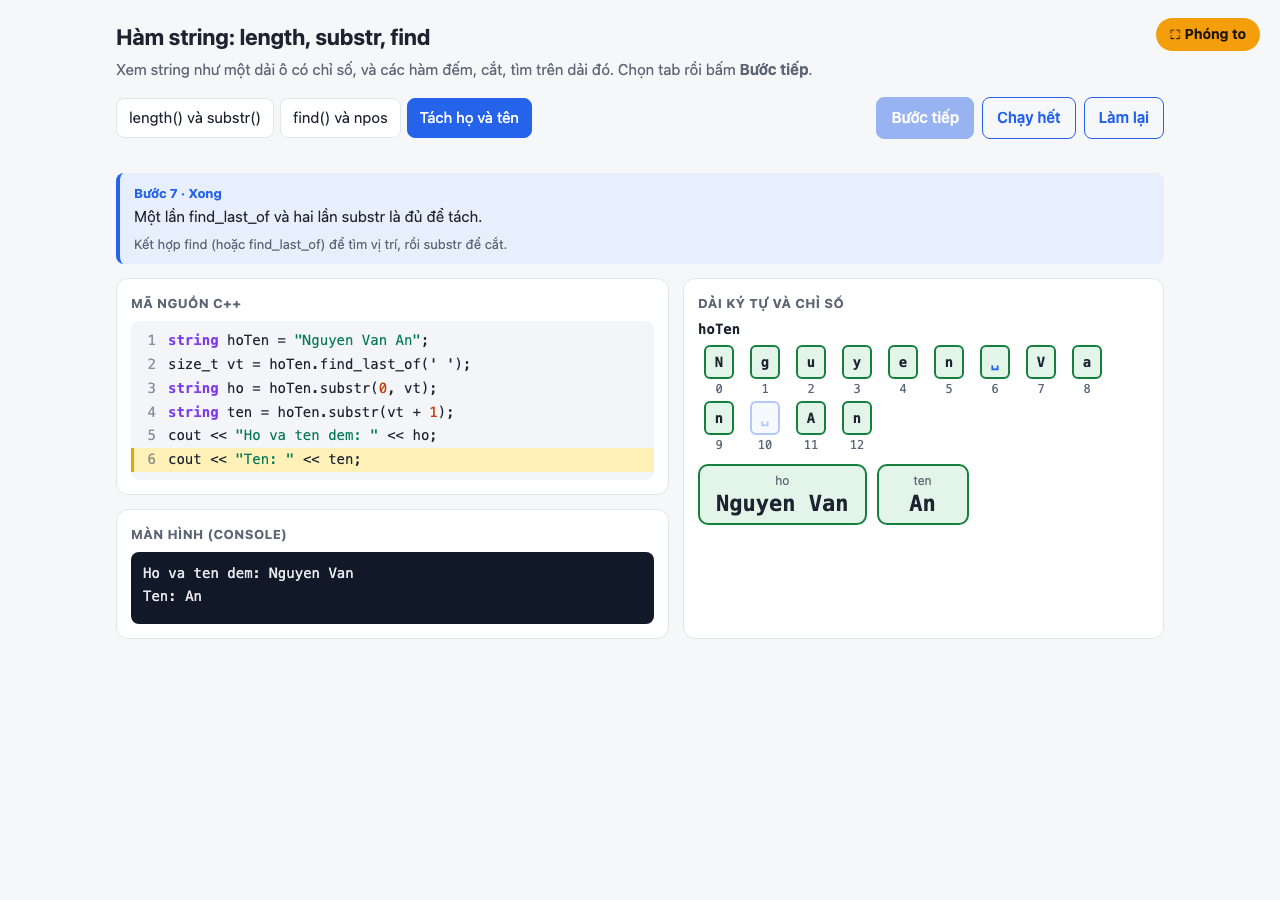 Hàm string: length, substr, find
⛶ Phóng to
Xem string như một dải ô có chỉ số, và các hàm đếm, cắt, tìm trên dải đó. Chọn tab rồi bấm Bước tiếp.
length() và substr()
find() và npos
Tách họ và tên
Bước tiếp
Chạy hết
Làm lại
Bước 7 · Xong
Một lần find_last_of và hai lần substr là đủ để tách.
Kết hợp find (hoặc find_last_of) để tìm vị trí, rồi substr để cắt.
MÃ NGUỒN C++
1 string hoTen = "Nguyen Van An";
2 size_t vt = hoTen.find_last_of(' ');
3 string ho = hoTen.substr(0, vt);
4 string ten = hoTen.substr(vt + 1);
5 cout << "Ho va ten dem: " << ho;
6 cout << "Ten: " << ten;
MÀN HÌNH (CONSOLE)
Ho va ten dem: Nguyen Van
Ten: An
DẢI KÝ TỰ VÀ CHỈ SỐ
hoTen
N g u y e n ␣ V a
0 1 2 3 4 5 6 7 8
n ␣ A n
9 10 11 12
ho
Nguyen Van
ten
An